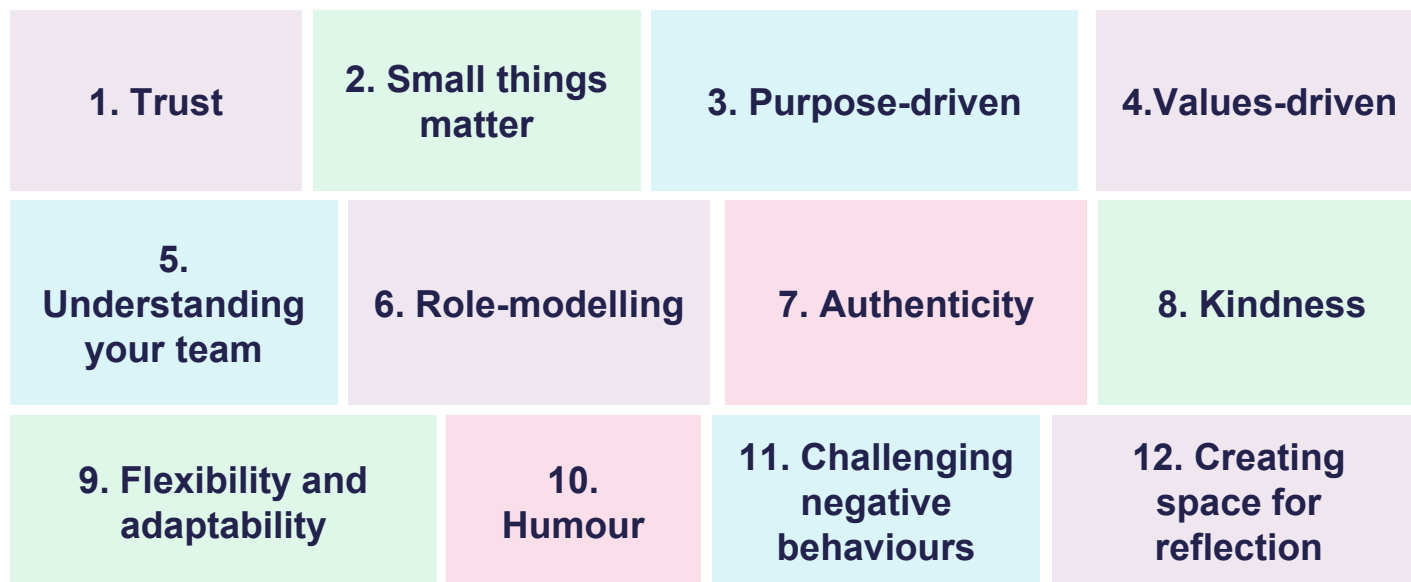 1. Trust
2. Small things
matter
3. Purpose-driven
4.Values-driven
5.
Understanding
your team
6. Role-modelling
7. Authenticity
8. Kindness
9. Flexibility and
adaptability
10.
Humour
11. Challenging
negative
behaviours
12. Creating
space for
reflection